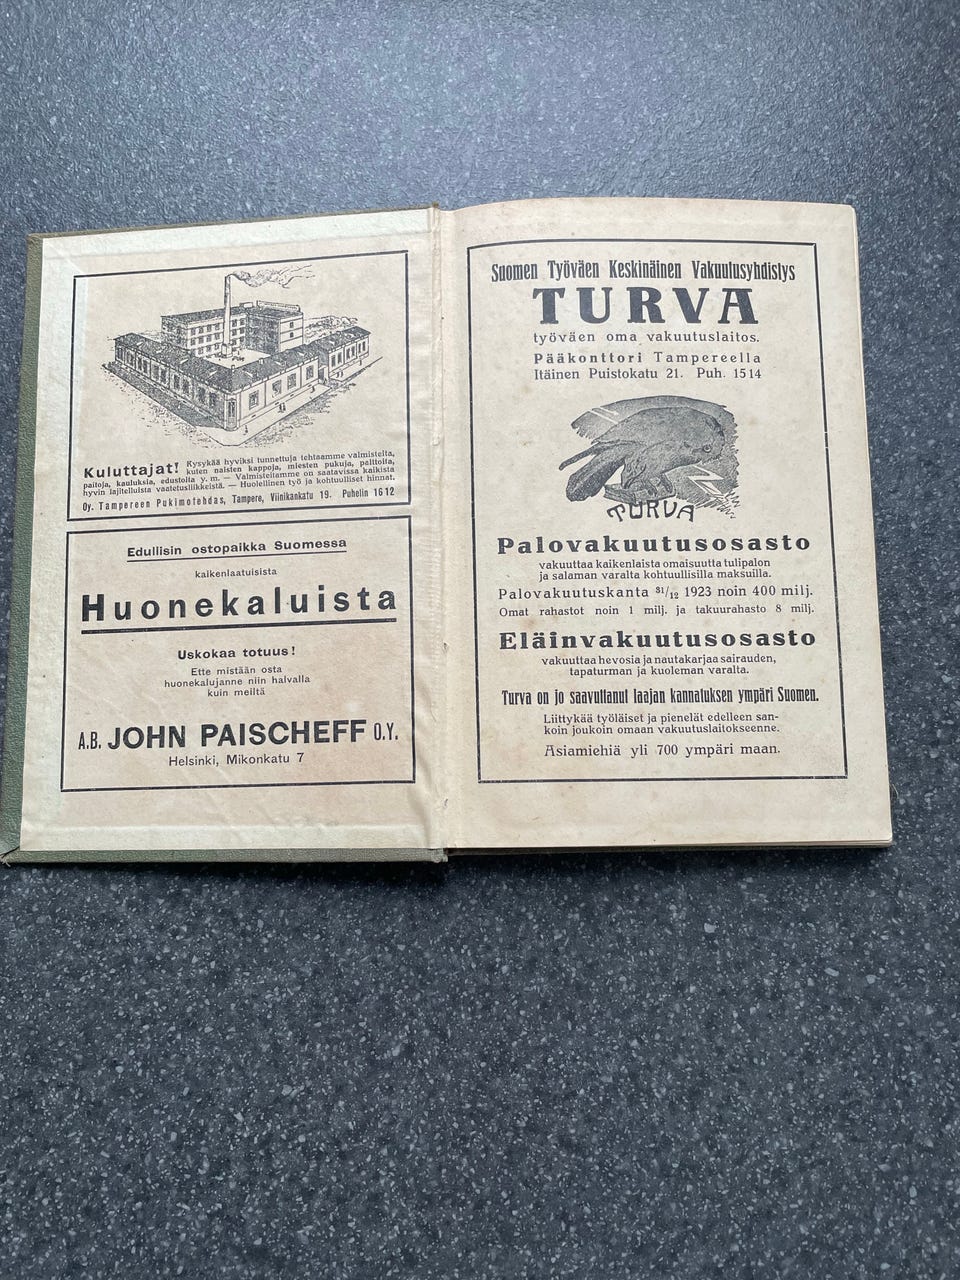 Kuluttajat! Kysykää hyviksi tunnettuja tehtaamme valmisteita,
kuten naisten kappoja, miesten pukuja, palttoita,
paitoja, kauluksia, edustoita y. m. — Valmisteitamme on saatavissa kaikista
hyvin lajitelluista vaatetusliikkeistä. — Huolellinen työ ja kohtuulliset hinnat.
Oy. Tampereen Pukimotehdas, Tampere, Viinikankatu 19. Puhelin 1612
Edullisin ostopaikka Suomessa
kaikenlaatuisista
Huonekaluista
Uskokaa totuus!
Ette mistään osta
huonekalujanne niin halvalla
kuin meiltä
A.B. JOHN PAISCHEFF O.Y.
Helsinki, Mikonkatu 7
Suomen Työväen Keskinäinen Vakuutusyhdistys
TURVA
työväen oma vakuutuslaitos.
Pääkonttori Tampereella
Itäinen Puistokatu 21. Puh. 1514
TURVA
Palovakuutusosasto
vakuuttaa kaikenlaista omaisuutta tulipalon
ja salaman varalta kohtuullisilla maksuilla.
Palovakuutuskanta 31/12 1923 noin 400 milj.
Omat rahastot noin 1 milj. ja takuurahasto 8 milj.
Eläinvakuutusosasto
vakuuttaa hevosia ja nautakarjaa sairauden,
tapaturman ja kuoleman varalta.
Turva on jo saavuttanut laajan kannatuksen ympäri Suomen.
Liittykää työläiset ja pienelät edelleen san-
koin joukoin omaan vakuutuslaitokseenne.
Asiamiehiä yli 700 ympäri maan.